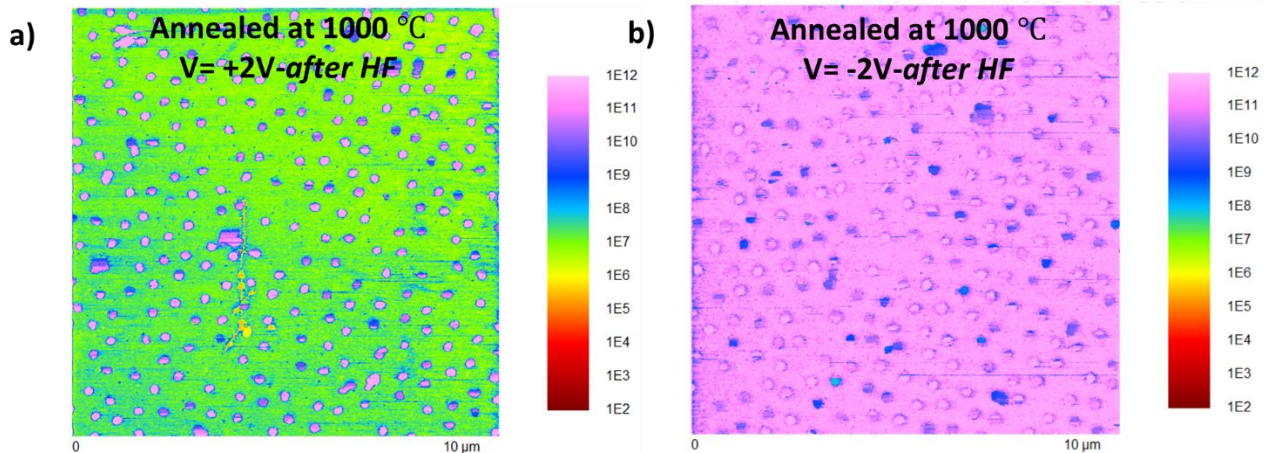 a)
Annealed at 1000 ℃
V= +2V-after HF
1E12
1E11
1E10
1E9
1E8
1E7
1E6
1E5
1E4
1E3
1E2
0
10 µm
b)
Annealed at 1000 ℃
V= -2V-after HF
1E12
1E11
1E10
1E9
1E8
1E7
1E6
1E5
1E4
1E3
1E2
0
10 µm